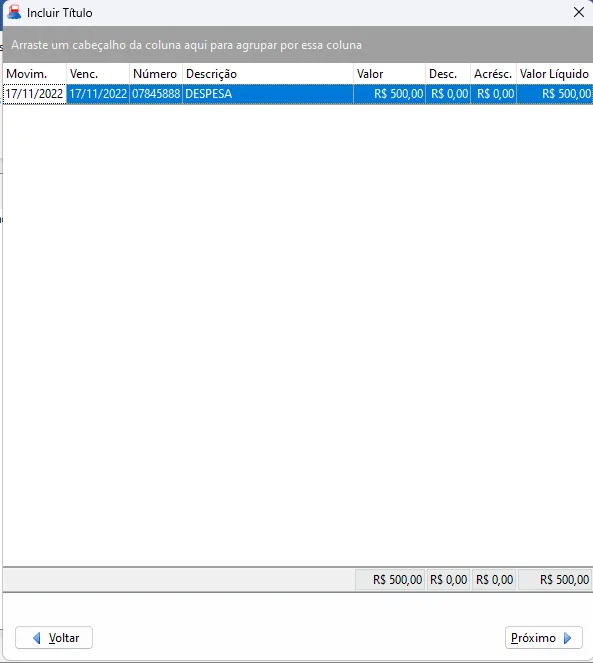 Incluir Título
Arraste um cabeçalho da coluna aqui para agrupar por essa coluna
Movim. Venc. Número Descrição Valor Desc. Acrésc. Valor Líquido
17/11/2022 17/11/2022 07845888 DESPESA R$ 500,00 R$ 0,00 R$ 0,00 R$ 500,00
R$ 500,00 R$ 0,00 R$ 0,00 R$ 500,00
Voltar Próximo